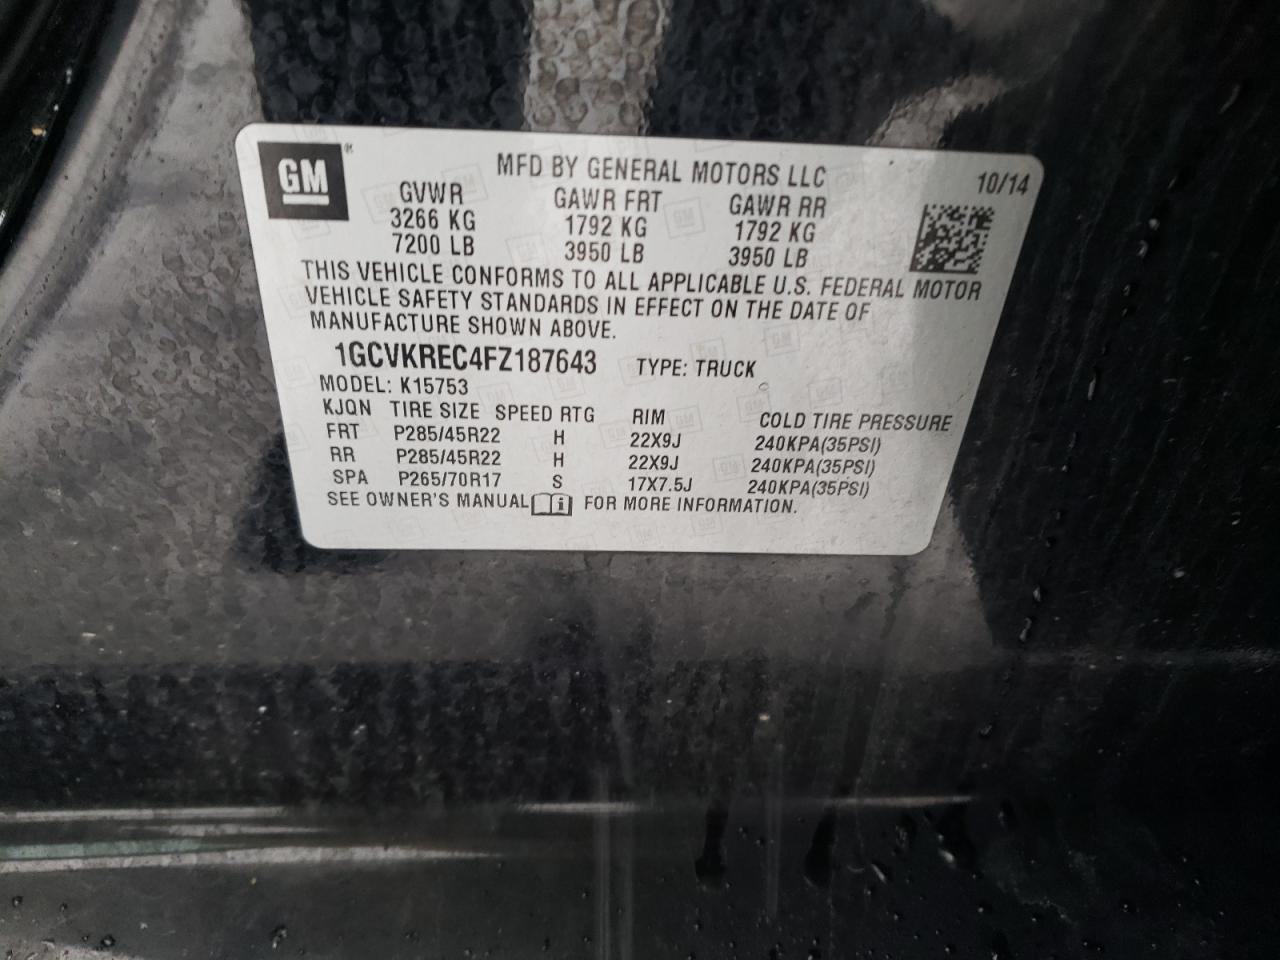 GM®
MFD BY GENERAL MOTORS LLC 10/14
GVWR GAWR FRT GAWR RR
3266 KG 1792 KG 1792 KG
7200 LB 3950 LB 3950 LB
THIS VEHICLE CONFORMS TO ALL APPLICABLE U.S. FEDERAL MOTOR
VEHICLE SAFETY STANDARDS IN EFFECT ON THE DATE OF
MANUFACTURE SHOWN ABOVE.
1GCVKREC4FZ187643 TYPE: TRUCK
MODEL: K15753
KJQN TIRE SIZE SPEED RTG RIM COLD TIRE PRESSURE
FRT P285/45R22 H 22X9J 240KPA(35PSI)
RR P285/45R22 H 22X9J 240KPA(35PSI)
SPA P265/70R17 S 17X7.5J 240KPA(35PSI)
SEE OWNER'S MANUAL i FOR MORE INFORMATION.